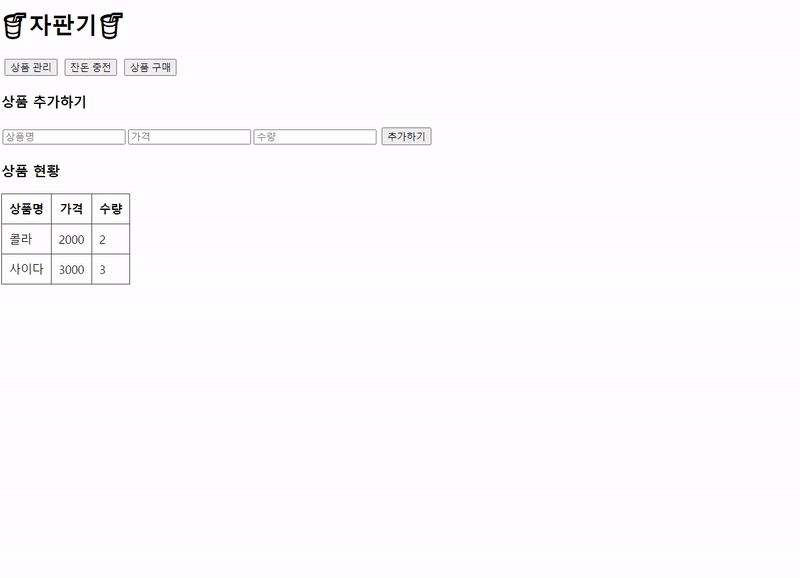 🥤자판기🥤
상품 관리 잔돈 충전 상품 구매
상품 추가하기
상품명 가격 수량 추가하기
상품 현황
상품명 가격 수량
콜라 2000 2
사이다 3000 3